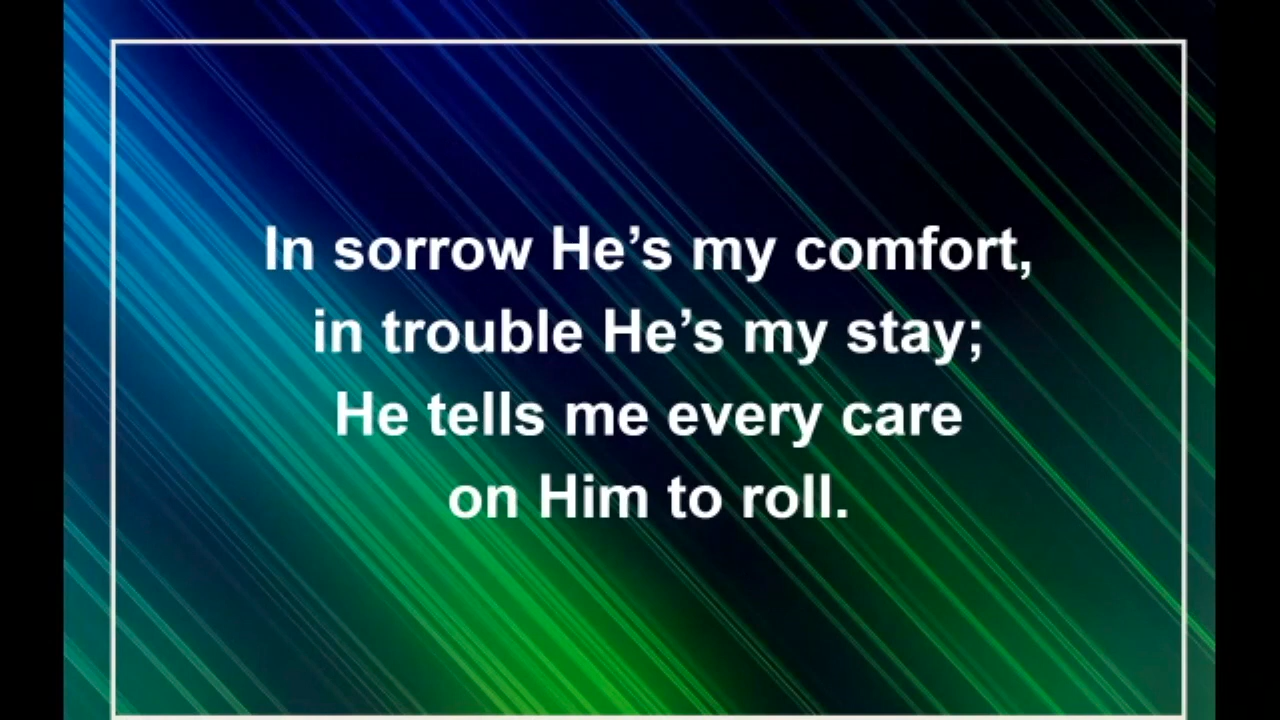 In sorrow He’s my comfort,
in trouble He’s my stay;
He tells me every care
on Him to roll.